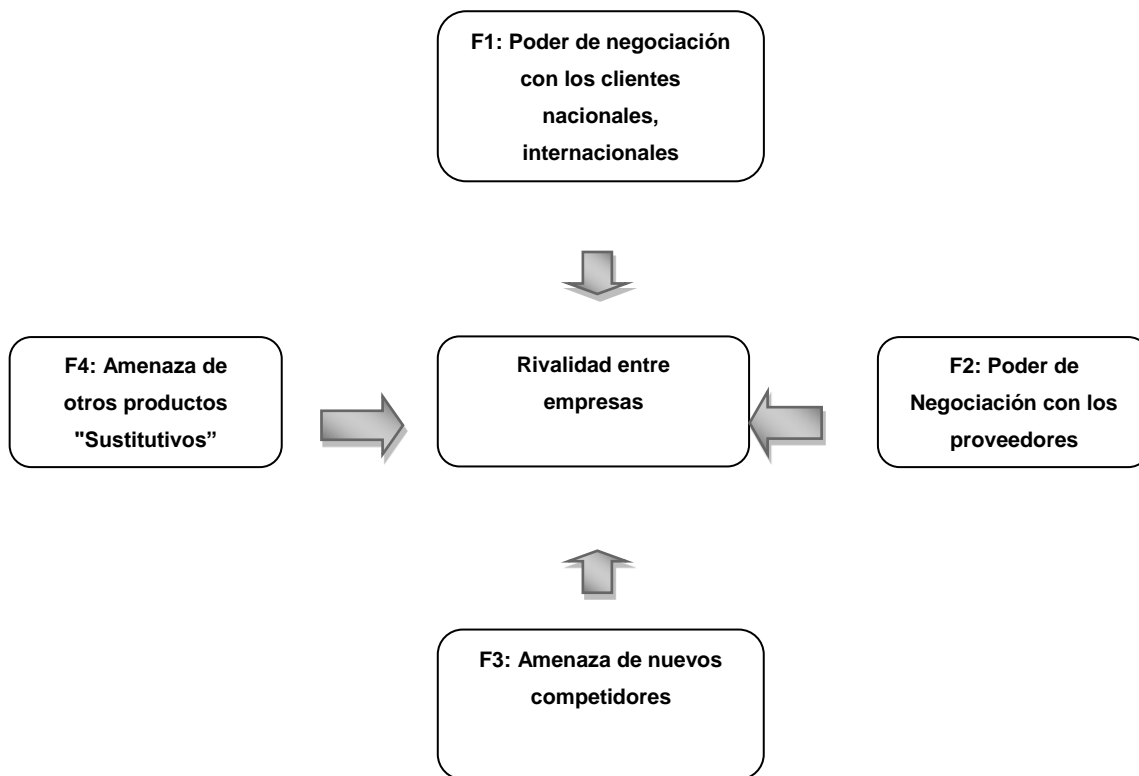 F1: Poder de negociación
con los clientes
nacionales,
internacionales
F4: Amenaza de
otros productos
"Sustitutivos”
Rivalidad entre
empresas
F2: Poder de
Negociación con los
proveedores
F3: Amenaza de nuevos
competidores